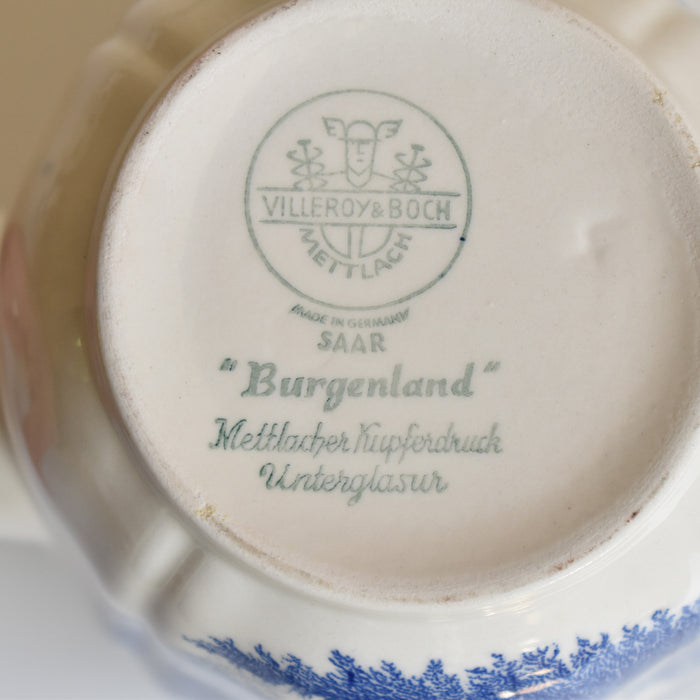 VILLEROY & BOCH
METTLACH
MADE IN GERMANY
SAAR
"Burgenland"
Mettlacher Kupferdruck
Unterglasur